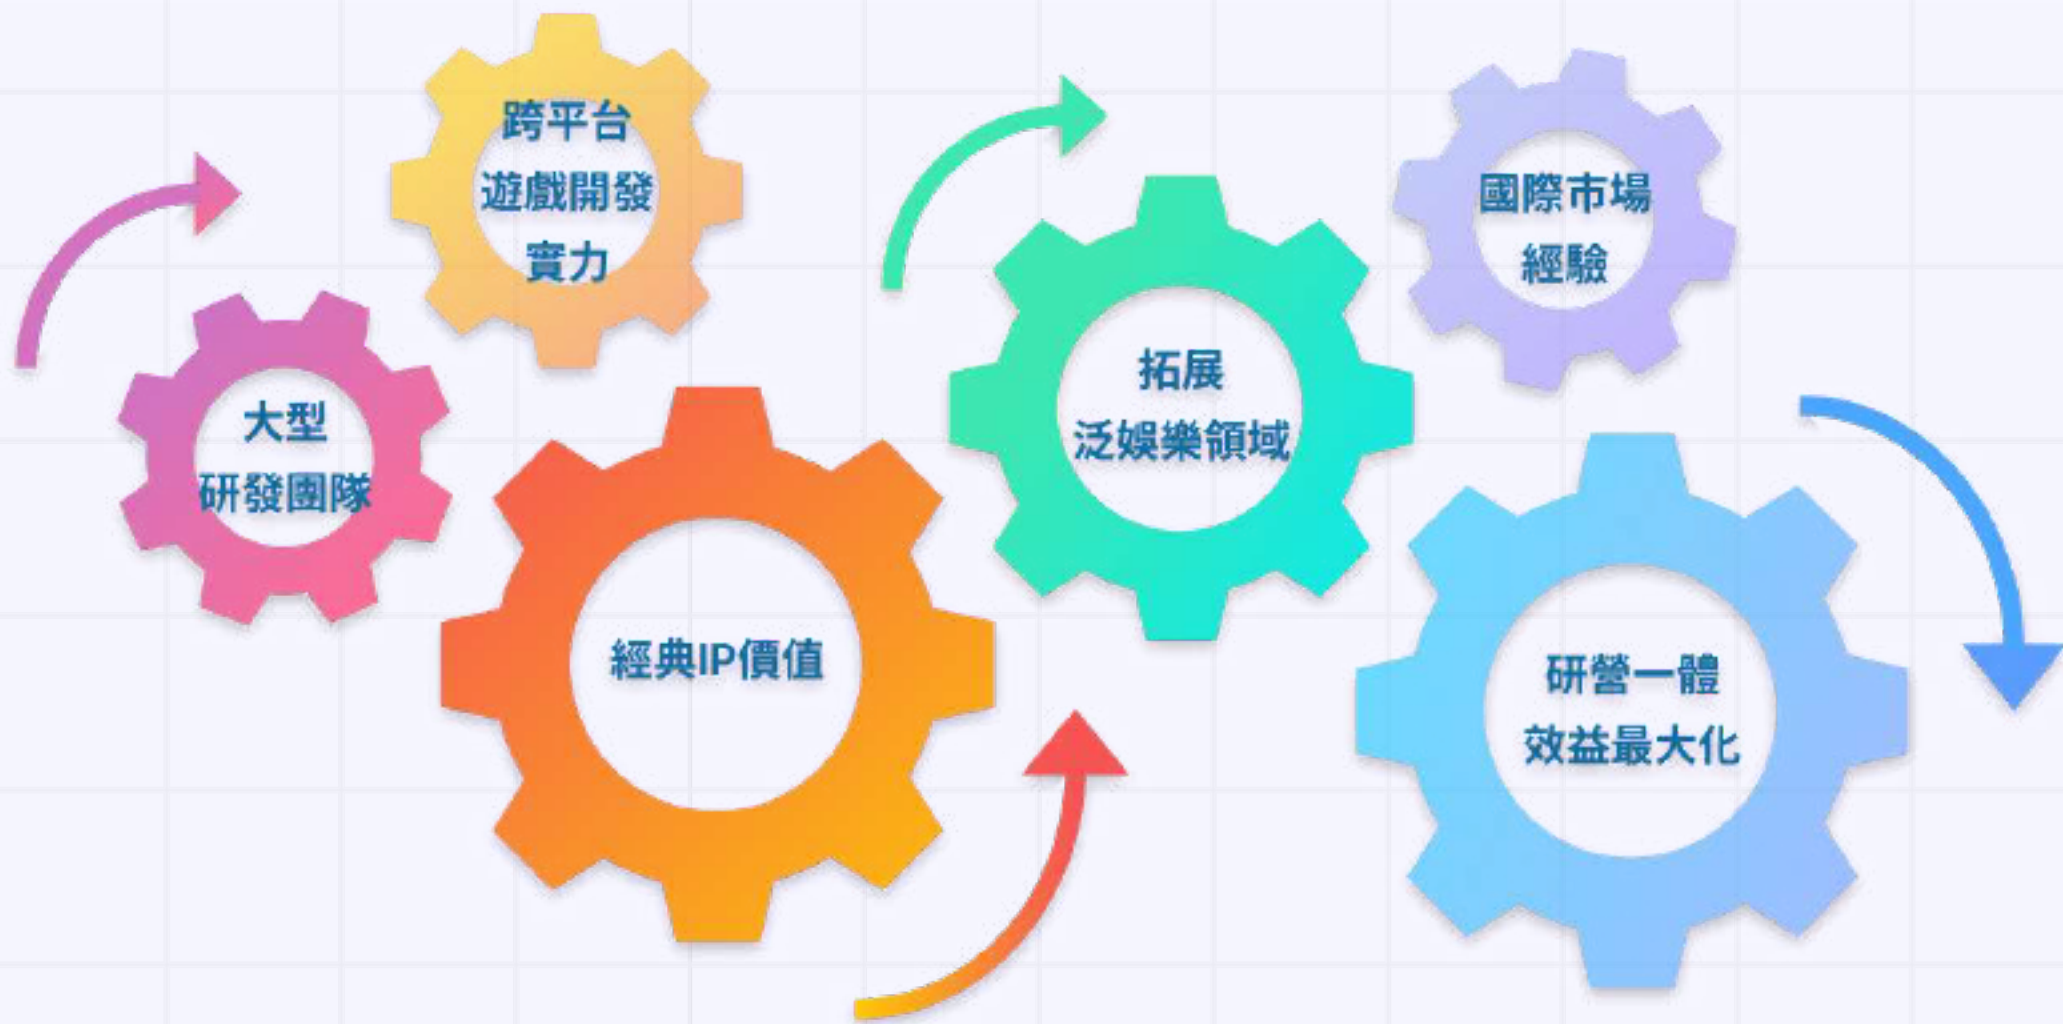 大型
研發團隊
跨平台
遊戲開發
實力
經典IP價值
拓展
泛娛樂領域
國際市場
經驗
研營一體
效益最大化